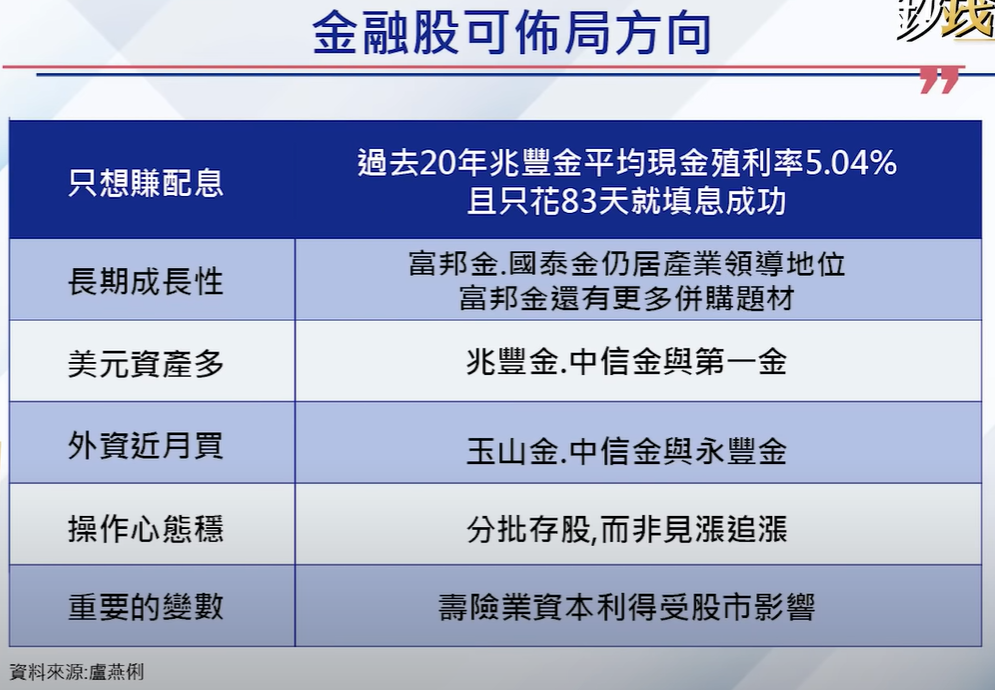 金融股可佈局方向
鈔錢
”
只想賺配息
過去20年兆豐金平均現金殖利率5.04%
且只花83天就填息成功
長期成長性
富邦金.國泰金仍居產業領導地位
富邦金還有更多併購題材
美元資產多
兆豐金.中信金與第一金
外資近月買
玉山金.中信金與永豐金
操作心態穩
分批存股,而非見漲追漲
重要的變數
壽險業資本利得受股市影響
資料來源:盧燕俐